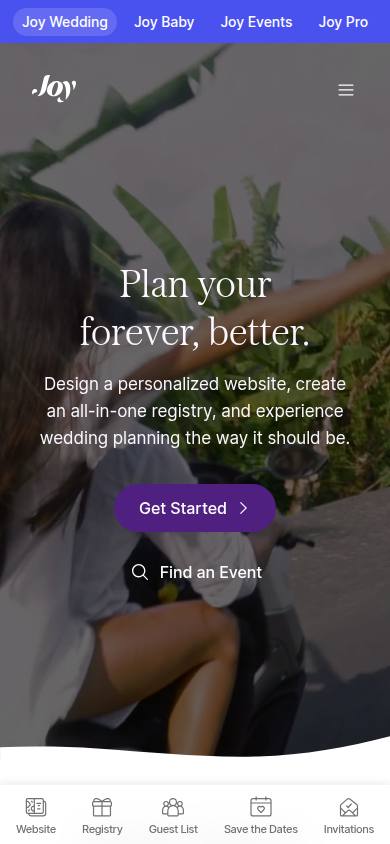 Joy Wedding Joy Baby Joy Events Joy Pro
Joy
Plan your
forever, better.
Design a personalized website, create
an all-in-one registry, and experience
wedding planning the way it should be.
Get Started
Find an Event
Website Registry Guest List Save the Dates Invitations